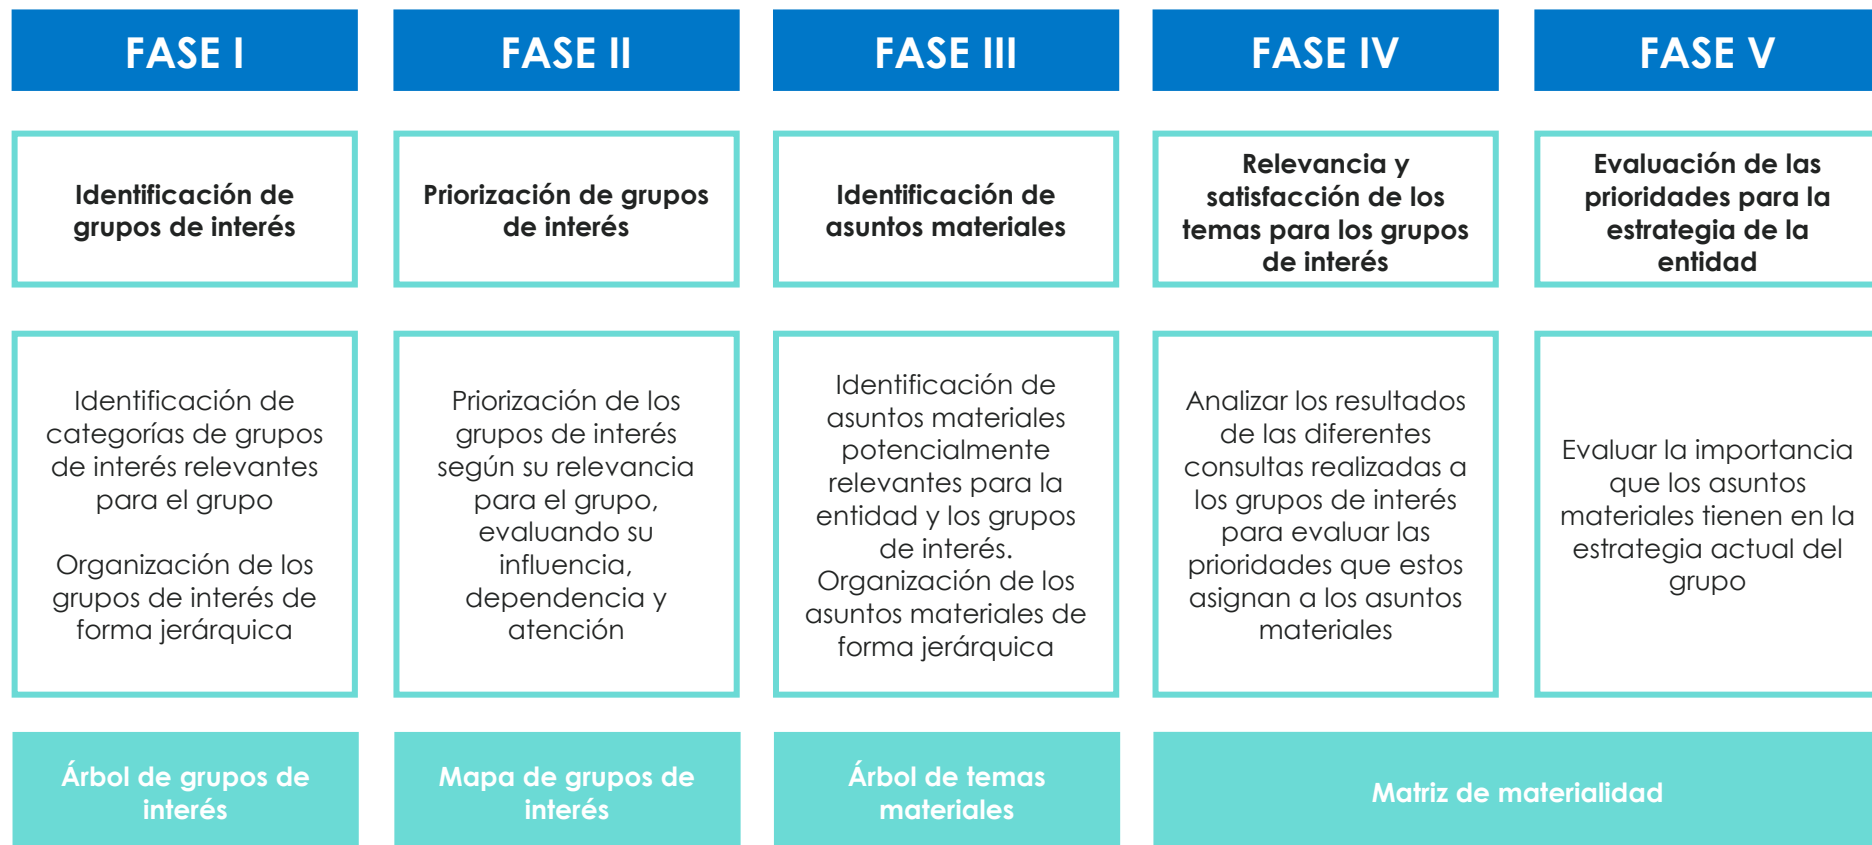 FASE I
FASE II
FASE III
FASE IV
FASE V
Identificación de
grupos de interés
Priorización de grupos
de interés
Identificación de
asuntos materiales
Relevancia y
satisfacción de los
temas para los grupos
de interés
Evaluación de las
prioridades para la
estrategia de la
entidad
Identificación de
categorías de grupos
de interés relevantes
para el grupo
Organización de los
grupos de interés de
forma jerárquica
Priorización de los
grupos de interés
según su relevancia
para el grupo,
evaluando su
influencia,
dependencia y
atención
Identificación de
asuntos materiales
potencialmente
relevantes para la
entidad y los grupos
de interés.
Organización de los
asuntos materiales de
forma jerárquica
Analizar los resultados
de las diferentes
consultas realizadas a
los grupos de interés
para evaluar las
prioridades que estos
asignan a los asuntos
materiales
Evaluar la importancia
que los asuntos
materiales tienen en la
estrategia actual del
grupo
Árbol de grupos de
interés
Mapa de grupos de
interés
Árbol de temas
materiales
Matriz de materialidad